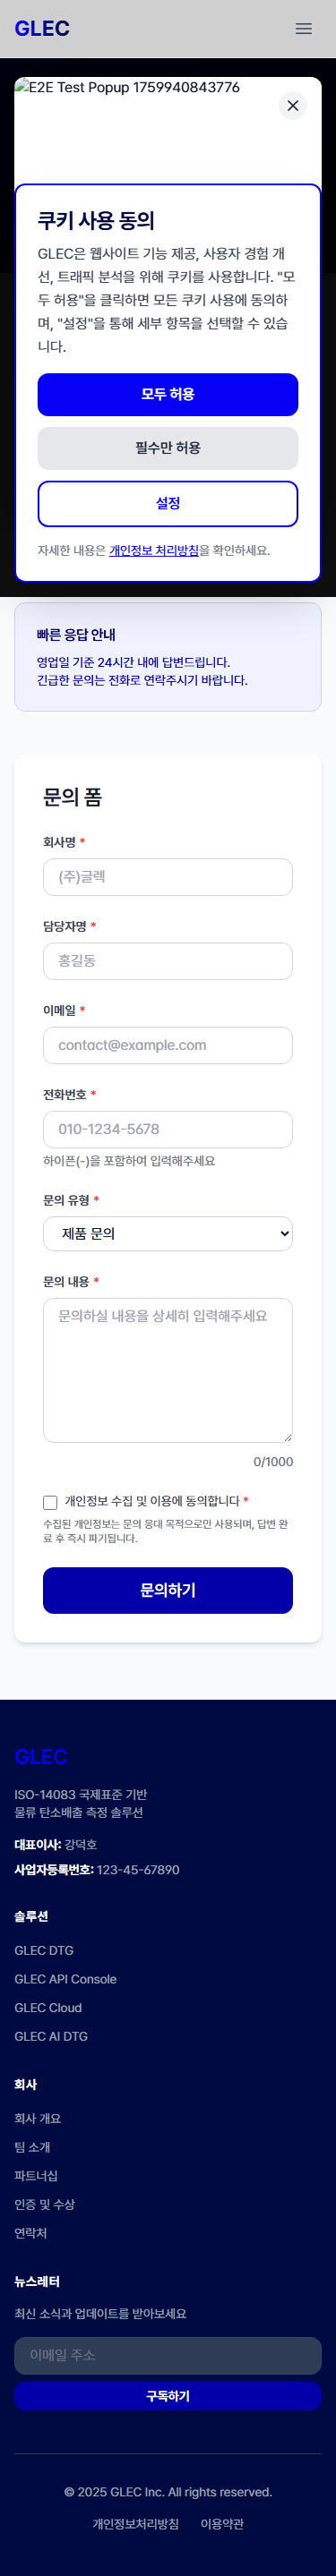 GLEC
E2E Test Popup 1759940843776
쿠키 사용 동의
GLEC은 웹사이트 기능 제공, 사용자 경험 개
선, 트래픽 분석을 위해 쿠키를 사용합니다. "모
두 허용"을 클릭하면 모든 쿠키 사용에 동의하
며, "설정"을 통해 세부 항목을 선택할 수 있습
니다.
모두 허용
필수만 허용
설정
자세한 내용은 개인정보 처리방침을 확인하세요.
빠른 응답 안내
영업일 기준 24시간 내에 답변드립니다.
긴급한 문의는 전화로 연락주시기 바랍니다.
문의 폼
회사명 *
(주)글렉
담당자명 *
홍길동
이메일 *
contact@example.com
전화번호 *
010-1234-5678
하이픈(-)을 포함하여 입력해주세요
문의 유형 *
제품 문의
문의 내용 *
문의하실 내용을 상세히 입력해주세요
0/1000
개인정보 수집 및 이용에 동의합니다 *
수집된 개인정보는 문의 응대 목적으로만 사용되며, 답변 완
료 후 즉시 파기됩니다.
문의하기
GLEC
ISO-14083 국제표준 기반
물류 탄소배출 측정 솔루션
대표이사: 강덕호
사업자등록번호: 123-45-67890
솔루션
GLEC DTG
GLEC API Console
GLEC Cloud
GLEC AI DTG
회사
회사 개요
팀 소개
파트너십
인증 및 수상
연락처
뉴스레터
최신 소식과 업데이트를 받아보세요
이메일 주소
구독하기
© 2025 GLEC Inc. All rights reserved.
개인정보처리방침 이용약관